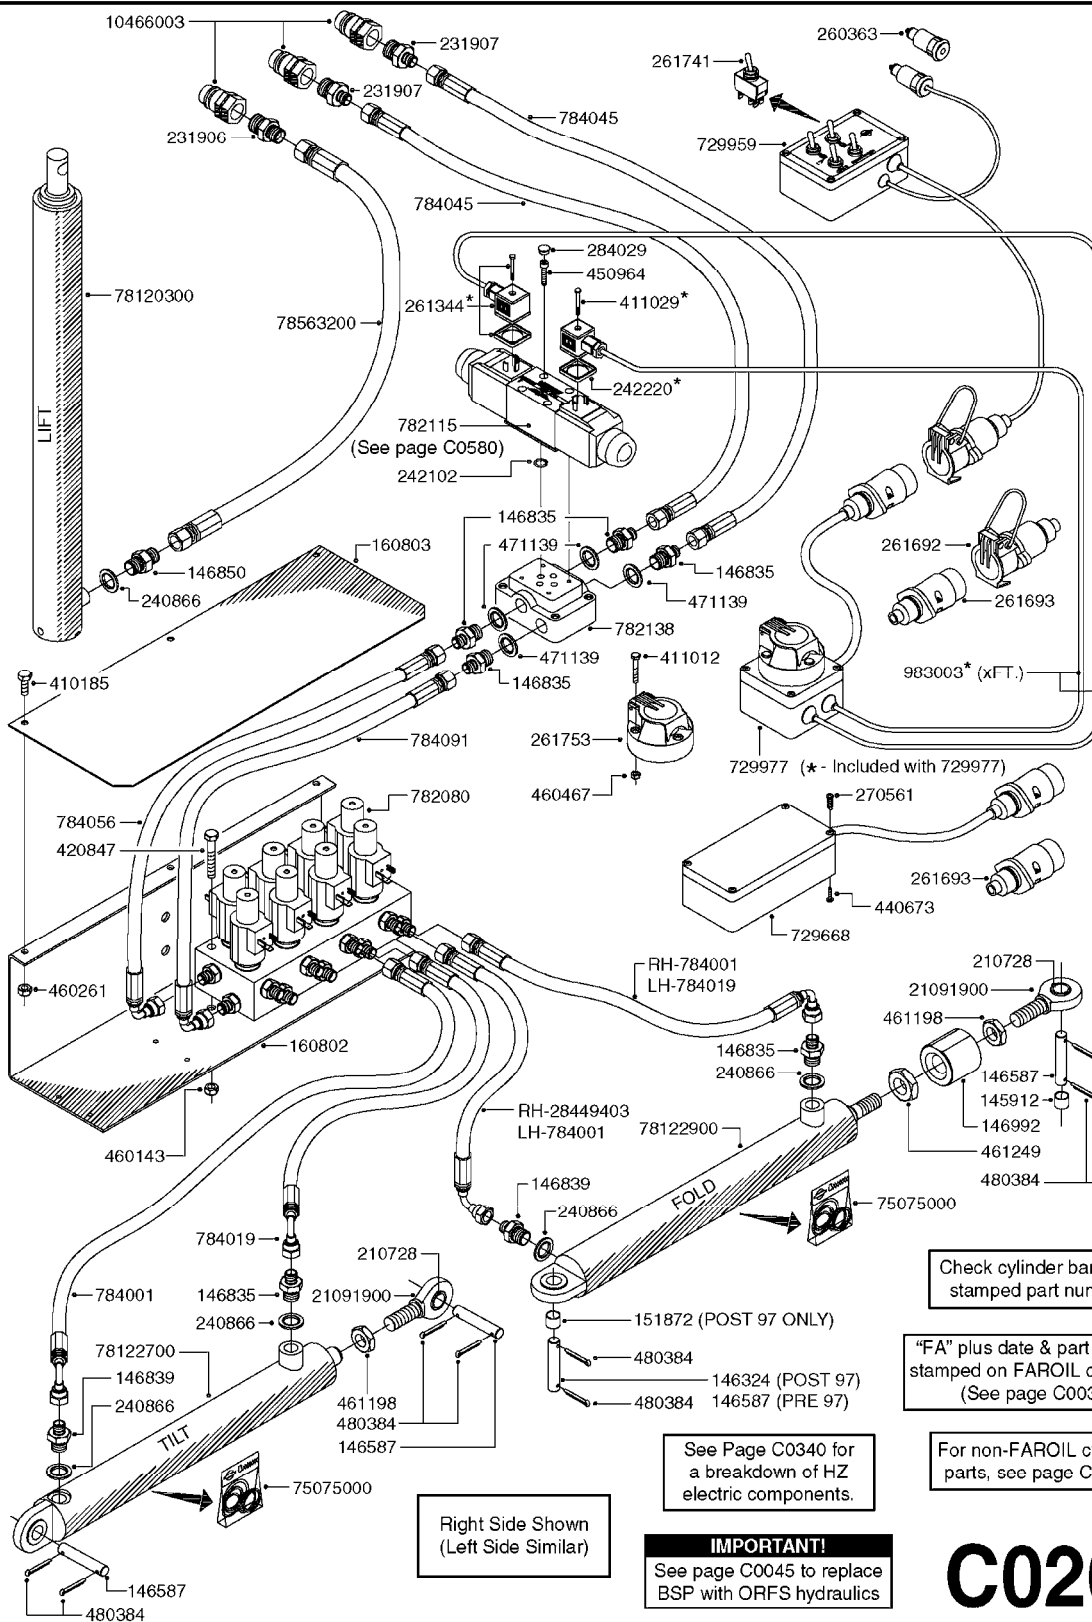 10466003
231907
231907
231906
784045
784045
260363
261741
729959
284029
450964
411029*
261344*
242220*
782115
(See page C0580)
242102
78120300
78563200
LIFT
146835
471139
160803
146850
240866
146835
471139
782138
471139
146835
411012
261692
261693
983003* (xFT.)
410185
784091
261753
460467
729977 (* - Included with 729977)
270561
782080
784056
420847
261693
440673
729668
460261
160802
460143
RH-784001
LH-784019
210728
21091900
461198
146835
240866
146587
145912
146992
461249
480384
RH-28449403
LH-784001
78122900
FOLD
75075000
146839
240866
784019
784001
146835
240866
210728
21091900
151872 (POST 97 ONLY)
480384
146324 (POST 97)
480384
146587 (PRE 97)
78122700
146839
240866
TILT
461198
480384
146587
75075000
146587
480384
Check cylinder
stamped part
"FA" plus date & part
stamped on FAROIL
(See page
For non-FAROIL
parts, see page
See Page C0340 for
a breakdown of HZ
electric components.
Right Side Shown
(Left Side Similar)
IMPORTANT!
See page C0045 to replace
BSP with ORFS hydraulics